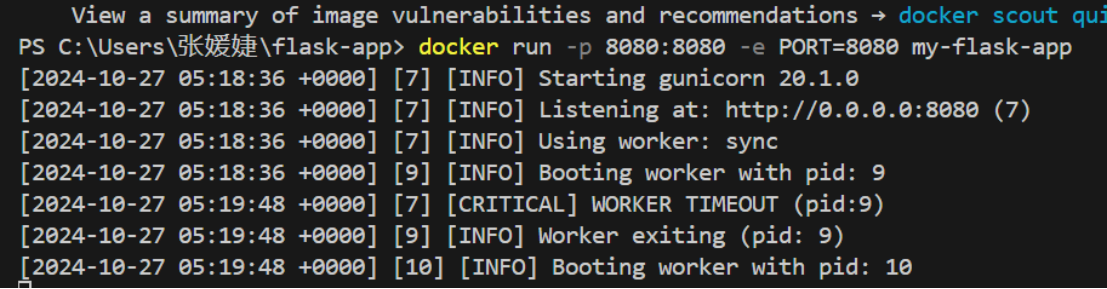 View a summary of image vulnerabilities and recommendations → docker scout qui
PS C:\Users\张媛婕\flask-app> docker run -p 8080:8080 -e PORT=8080 my-flask-app
[2024-10-27 05:18:36 +0000] [7] [INFO] Starting gunicorn 20.1.0
[2024-10-27 05:18:36 +0000] [7] [INFO] Listening at: http://0.0.0.0:8080 (7)
[2024-10-27 05:18:36 +0000] [7] [INFO] Using worker: sync
[2024-10-27 05:18:36 +0000] [9] [INFO] Booting worker with pid: 9
[2024-10-27 05:19:48 +0000] [7] [CRITICAL] WORKER TIMEOUT (pid:9)
[2024-10-27 05:19:48 +0000] [9] [INFO] Worker exiting (pid: 9)
[2024-10-27 05:19:48 +0000] [10] [INFO] Booting worker with pid: 10